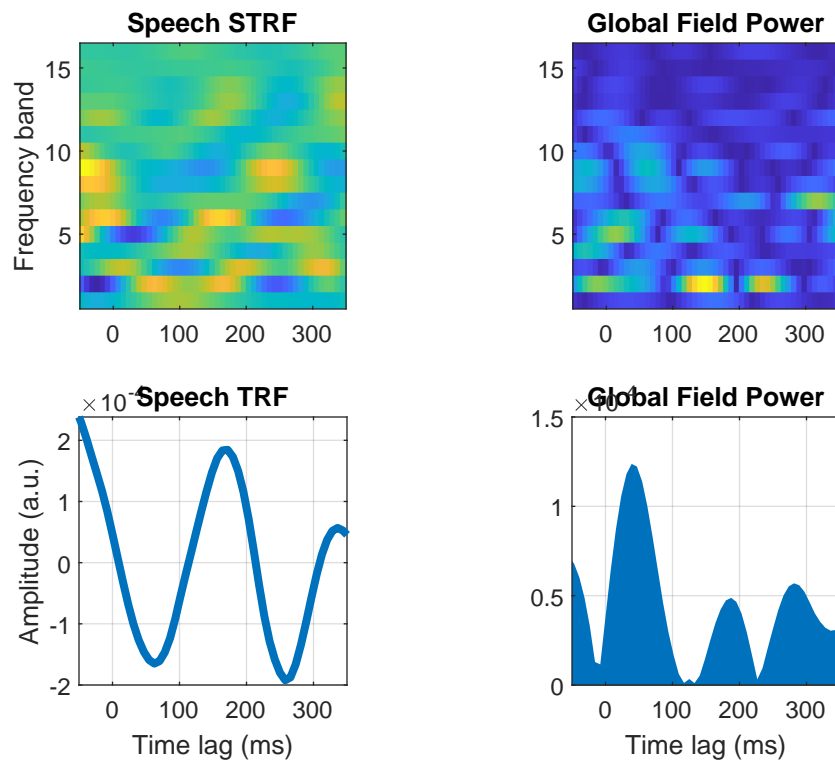 Speech STRF
Global Field Power
Frequency band
15
10
5
0 100 200 300
15
10
5
0 100 200 300
Speech TRF
× 10⁻⁴
Global Field Power
Amplitude (a.u.)
2
1
0
-1
-2
0 100 200 300
Time lag (ms)
1.5
1
0.5
0
0 100 200 300
Time lag (ms)